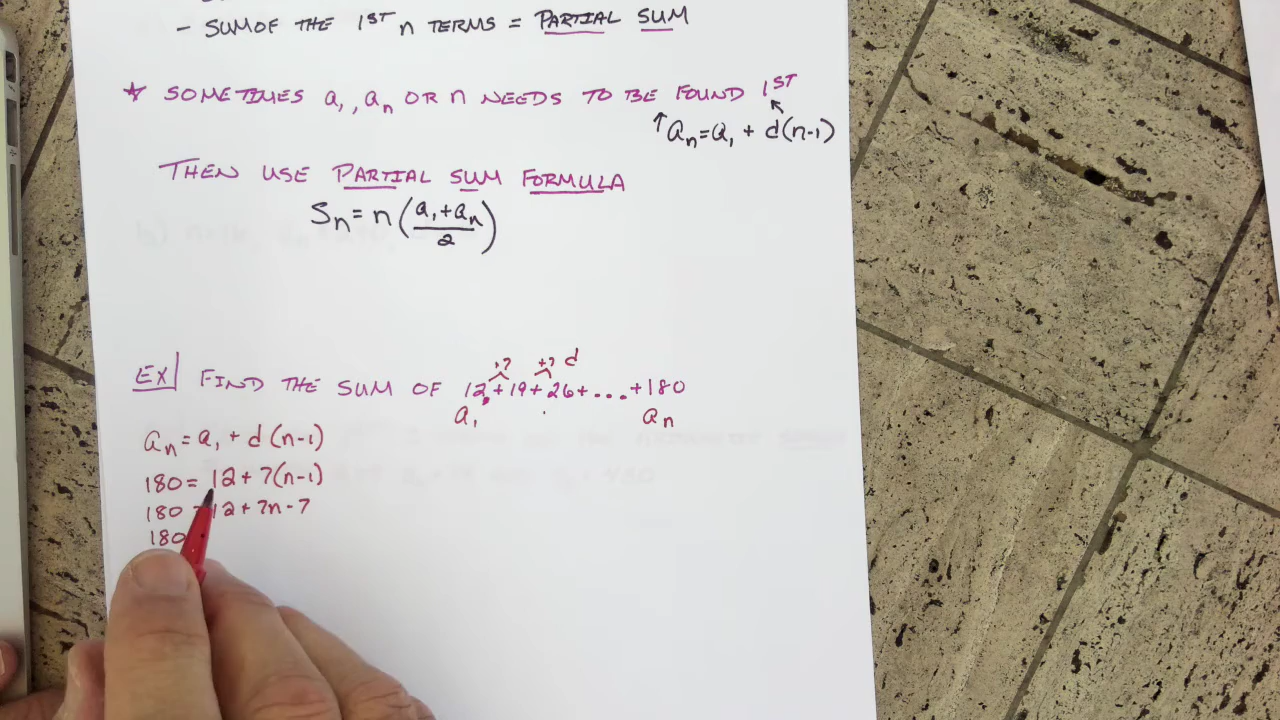 - SUM OF THE 1ST n TERMS = PARTIAL SUM
* SOMETIMES a₁, aₙ OR n NEEDS TO BE FOUND 1ST
↑aₙ = a₁ + d(n-1)
THEN USE PARTIAL SUM FORMULA
Sₙ = n((a₁ + aₙ)/2)
+7 +7 d
EX| FIND THE SUM OF 12 + 19 + 26 + .... + 180
a₁ aₙ
aₙ = a₁ + d(n-1)
180 = 12 + 7(n-1)
180 = 12 + 7n - 7
180